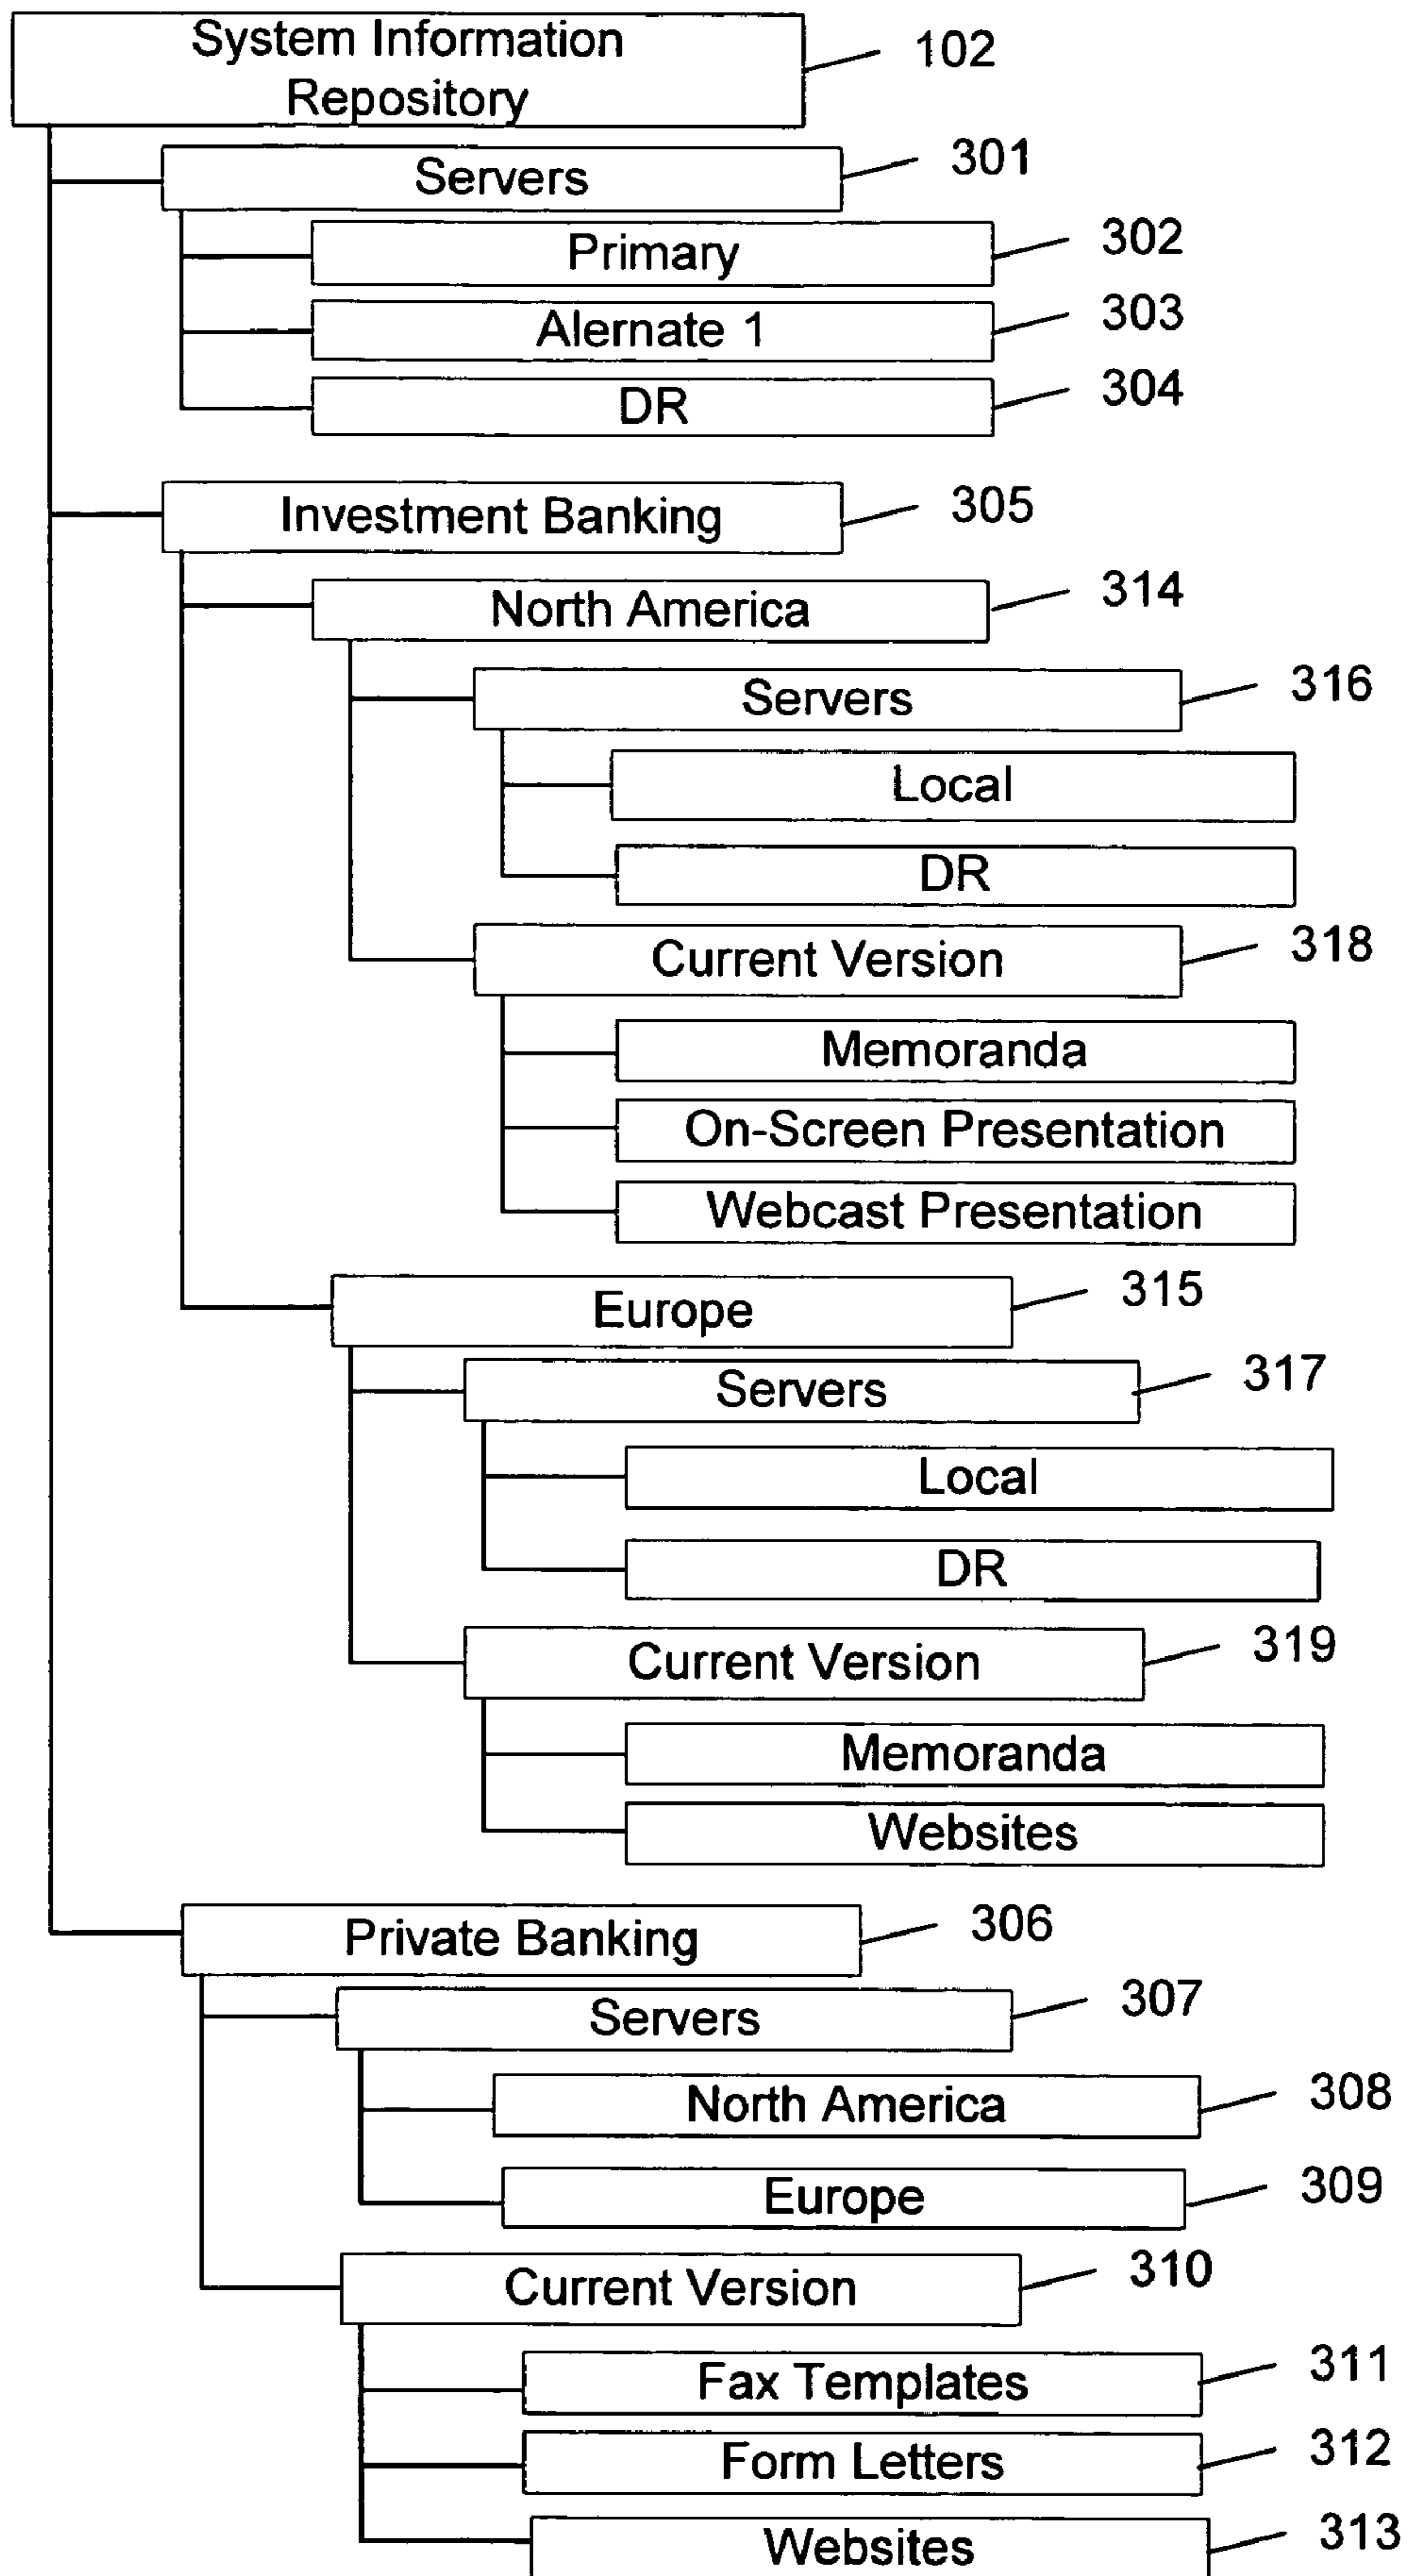 System Information
Repository
102
Servers
301
Primary
302
Alernate 1
303
DR
304
Investment Banking
305
North America
314
Servers
316
Local
DR
Current Version
318
Memoranda
On-Screen Presentation
Webcast Presentation
Europe
315
Servers
317
Local
DR
Current Version
319
Memoranda
Websites
Private Banking
306
Servers
307
North America
308
Europe
309
Current Version
310
Fax Templates
311
Form Letters
312
Websites
313